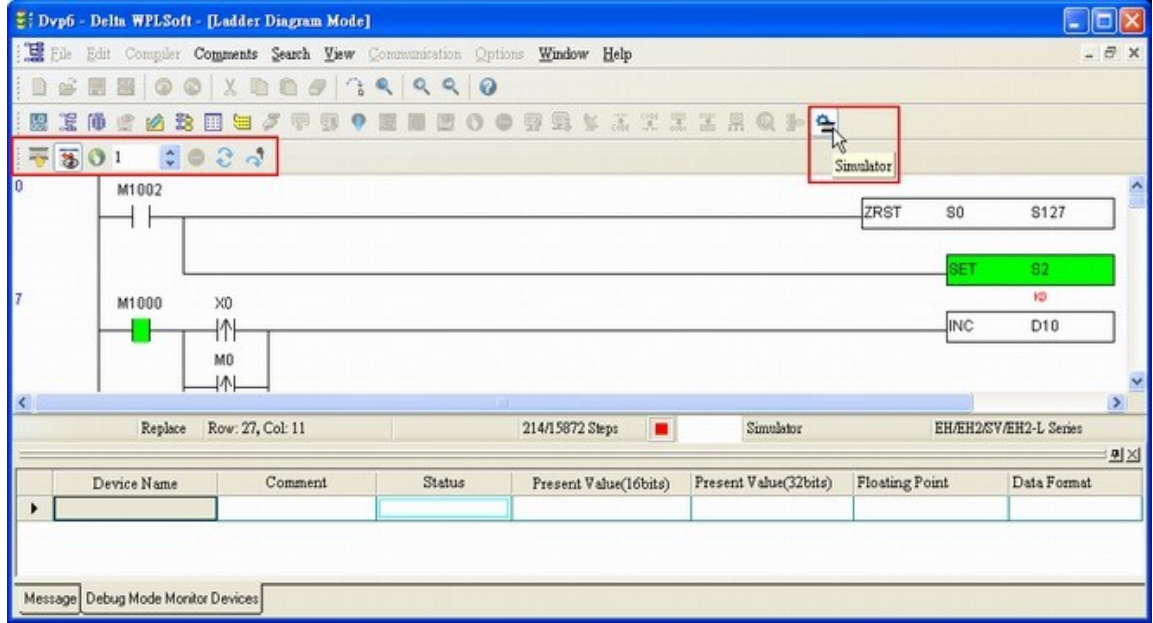 Dvp6 - Delta WPLSoft - [Ladder Diagram Mode]
File Edit Compiler Comments Search View Communication Options Window Help
1
Simulator
0
M1002
ZRST S0 S127
SET S2
7
M1000 X0
K0
INC D10
M0
Replace Row: 27, Col: 11 214/15872 Steps Simulator EH/EH2/SV/EH2-L Series
Device Name Comment Status Present Value(16bits) Present Value(32bits) Floating Point Data Format
Message Debug Mode Monitor Devices